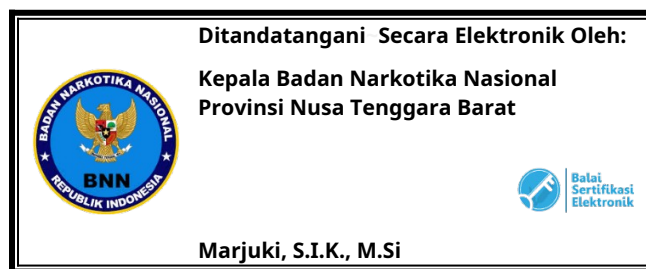 Ditandatangani Secara Elektronik Oleh:
Kepala Badan Narkotika Nasional
Provinsi Nusa Tenggara Barat
BADAN NARKOTIKA NASIONAL
BNN
REPUBLIK INDONESIA
Balai
Sertifikasi
Elektronik
Marjuki, S.I.K., M.Si